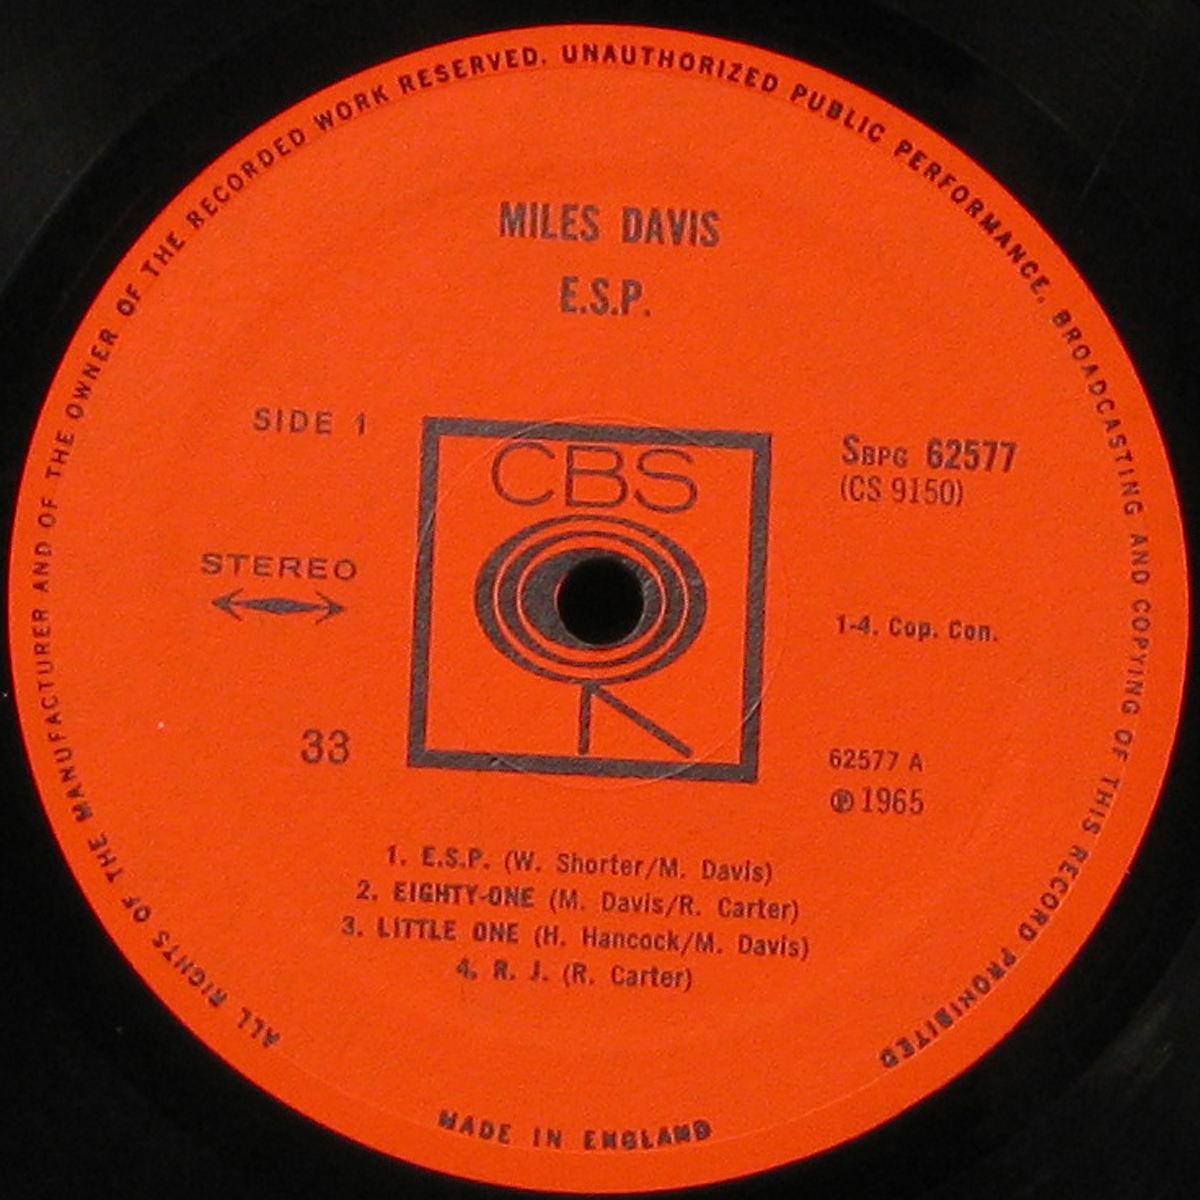 ALL RIGHTS OF THE MANUFACTURER AND OF THE OWNER OF THE RECORDED WORK RESERVED. UNAUTHORIZED PUBLIC PERFORMANCE, BROADCASTING AND COPYING OF THIS RECORD PROHIBITED
MILES DAVIS
E.S.P.
SIDE 1
CBS
SBPG 62577
(CS 9150)
STEREO
1-4. Cop. Con.
33
62577 A
℗ 1965
1. E.S.P. (W. Shorter/M. Davis)
2. EIGHTY-ONE (M. Davis/R. Carter)
3. LITTLE ONE (H. Hancock/M. Davis)
4. R. J. (R. Carter)
MADE IN ENGLAND